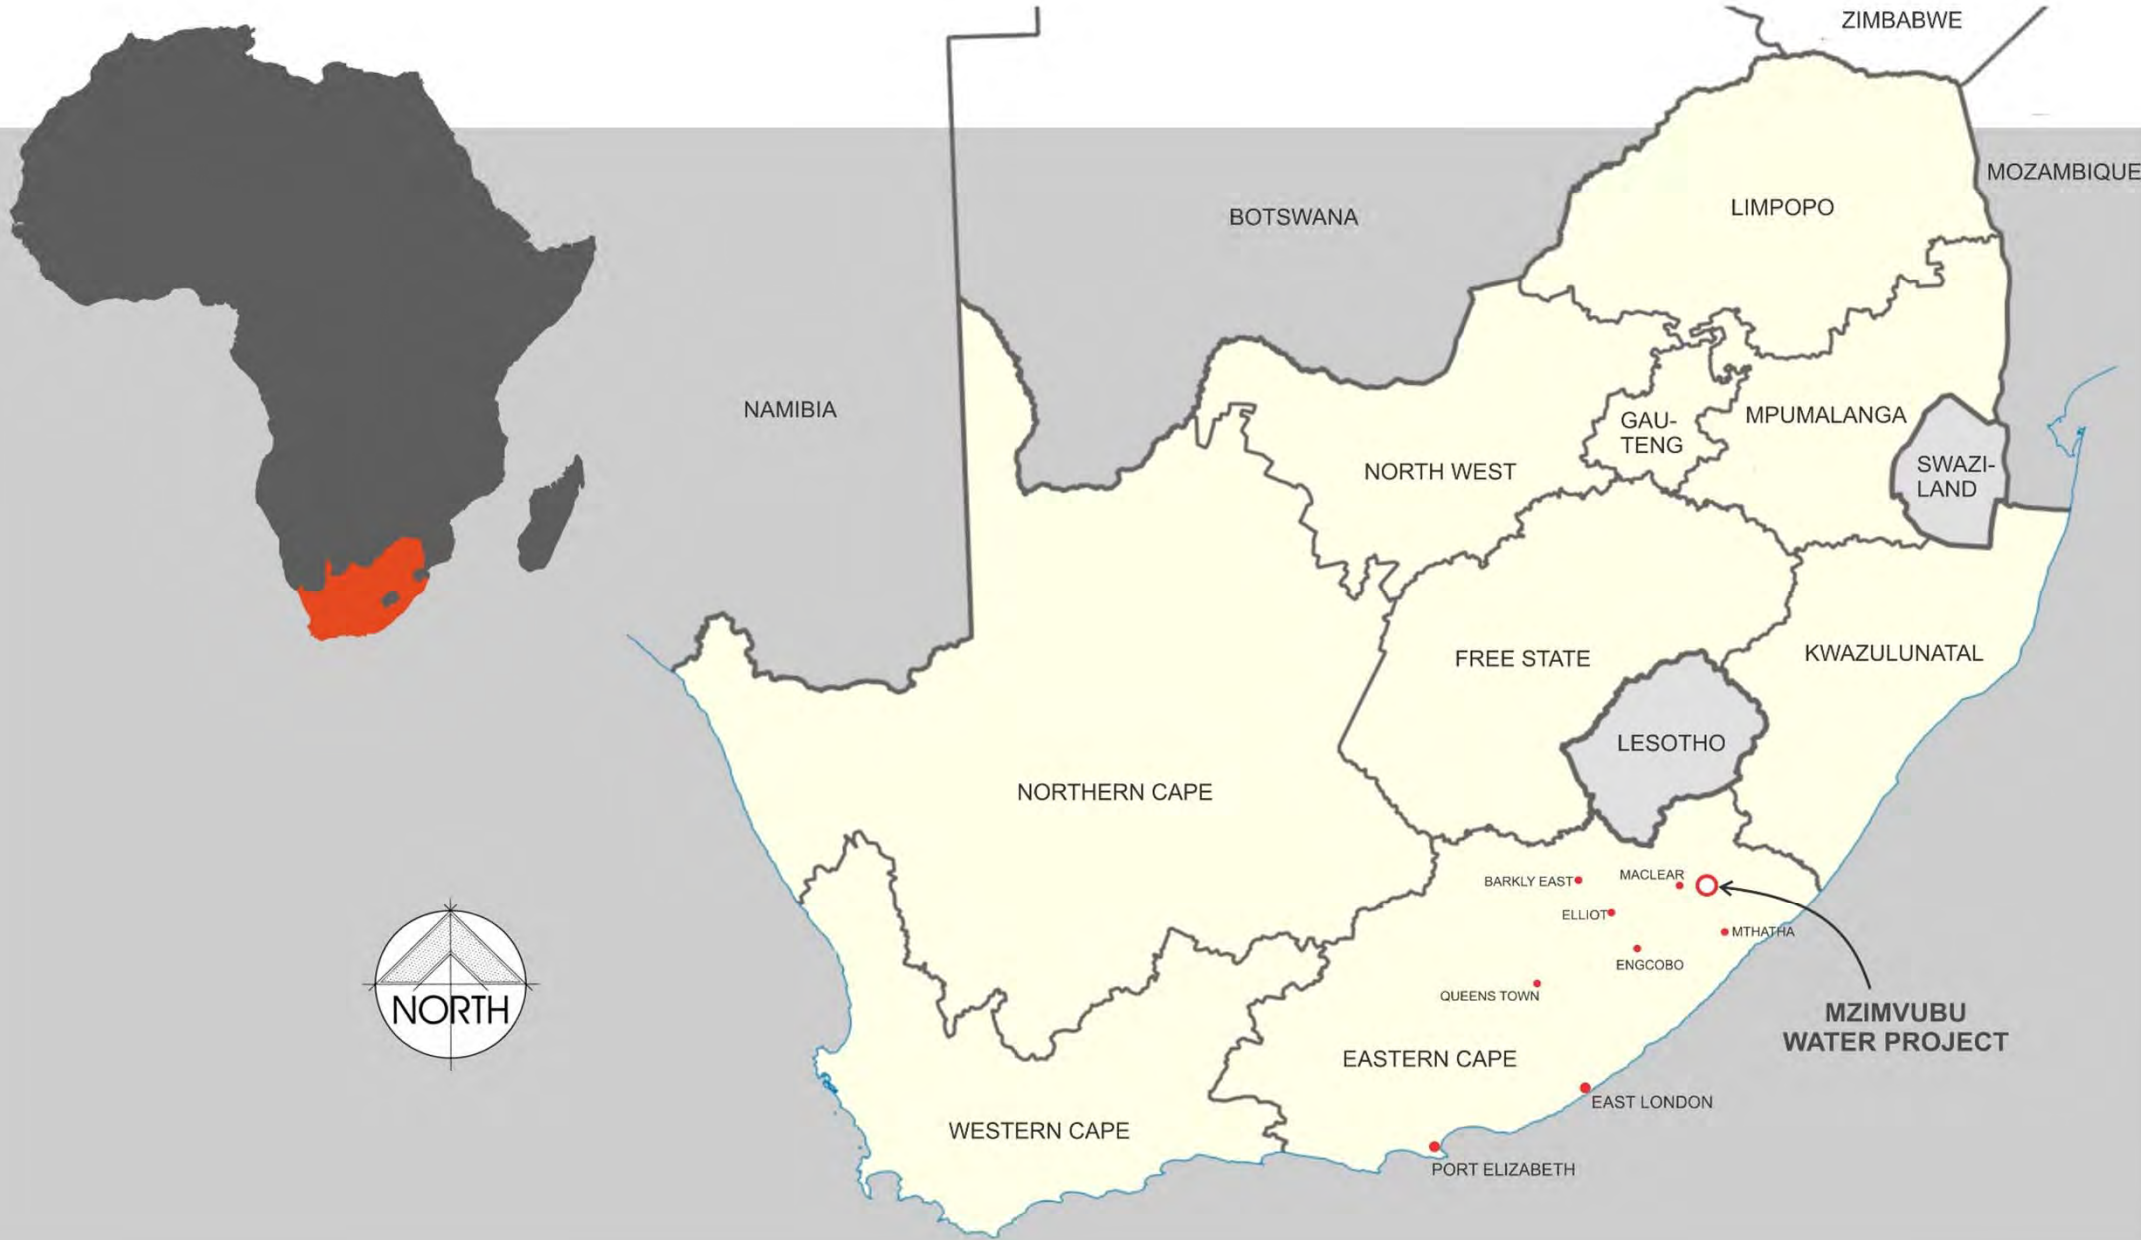 ZIMBABWE
MOZAMBIQUE
LIMPOPO
BOTSWANA
NAMIBIA
GAU-
TENG
MPUMALANGA
NORTH WEST
SWAZI-
LAND
FREE STATE
KWAZULUNATAL
LESOTHO
NORTHERN CAPE
BARKLY EAST
MACLEAR
ELLIOT
MTHATHA
ENGCOBO
QUEENS TOWN
NORTH
MZIMVUBU
WATER PROJECT
EASTERN CAPE
EAST LONDON
WESTERN CAPE
PORT ELIZABETH